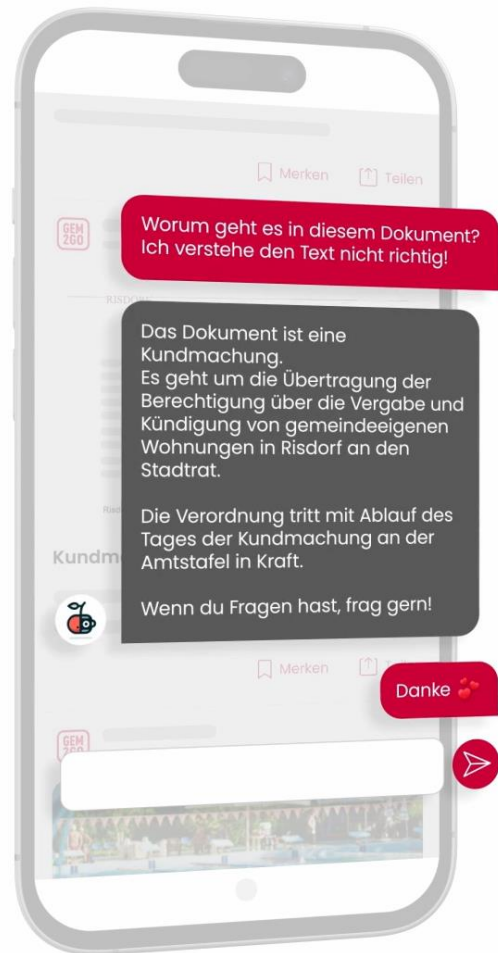 Merken
Teilen
GEM
2GO
Worum geht es in diesem Dokument?
Ich verstehe den Text nicht richtig!
RISDORF
Das Dokument ist eine
Kundmachung.
Es geht um die Übertragung der
Berechtigung über die Vergabe und
Kündigung von gemeindeeigenen
Wohnungen in Risdorf an den
Stadtrat.
Die Verordnung tritt mit Ablauf des
Tages der Kundmachung an der
Amtstafel in Kraft.
Wenn du Fragen hast, frag gern!
Merken
Danke 💕
GEM
2GO